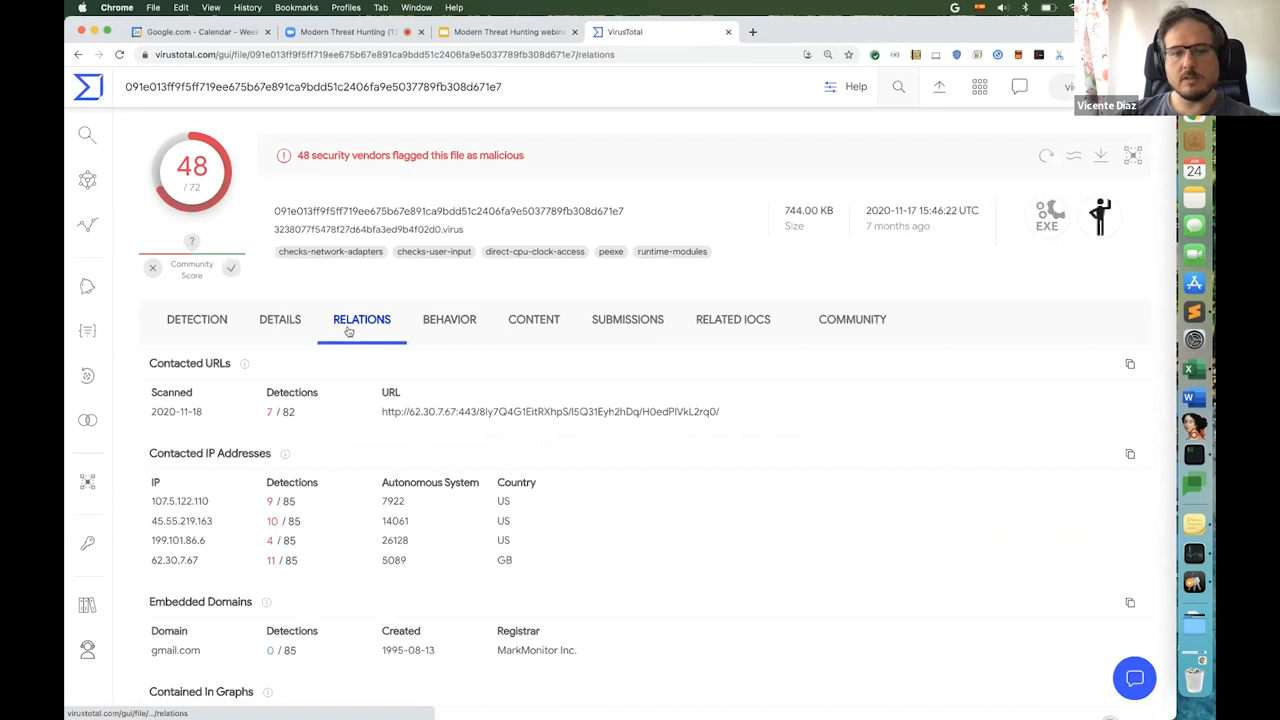 Chrome File Edit View History Bookmarks Profiles Tab Window Help
Google.com - Calendar - Week
Modern Threat Hunting (1
Modern Threat Hunting webina
VirusTotal
virustotal.com/gui/file/091e013ff9f5ff719ee675b67e891ca9bdd51c2406fa9e5037789fb308d671e7/relations
091e013ff9f5ff719ee675b67e891ca9bdd51c2406fa9e5037789fb308d671e7
Help
vi
Vicente Diaz
JUN
24
48
/ 72
48 security vendors flagged this file as malicious
?
Community
Score
091e013ff9f5ff719ee675b67e891ca9bdd51c2406fa9e5037789fb308d671e7
3238077f5478f27d64bfa3ed9b4f02d0.virus
checks-network-adapters checks-user-input direct-cpu-clock-access peexe runtime-modules
744.00 KB
Size
2020-11-17 15:46:22 UTC
7 months ago
EXE
DETECTION DETAILS RELATIONS BEHAVIOR CONTENT SUBMISSIONS RELATED IOCS COMMUNITY
Contacted URLs
Scanned Detections URL
2020-11-18 7 / 82 http://62.30.7.67:443/8Iy7Q4G1EitRXhpS/I5Q31Eyh2hDq/H0edPIVkL2rq0/
Contacted IP Addresses
IP Detections Autonomous System Country
107.5.122.110 9 / 85 7922 US
45.55.219.163 10 / 85 14061 US
199.101.86.6 4 / 85 26128 US
62.30.7.67 11 / 85 5089 GB
Embedded Domains
Domain Detections Created Registrar
gmail.com 0 / 85 1995-08-13 MarkMonitor Inc.
Contained In Graphs
virustotal.com/gui/file/.../relations